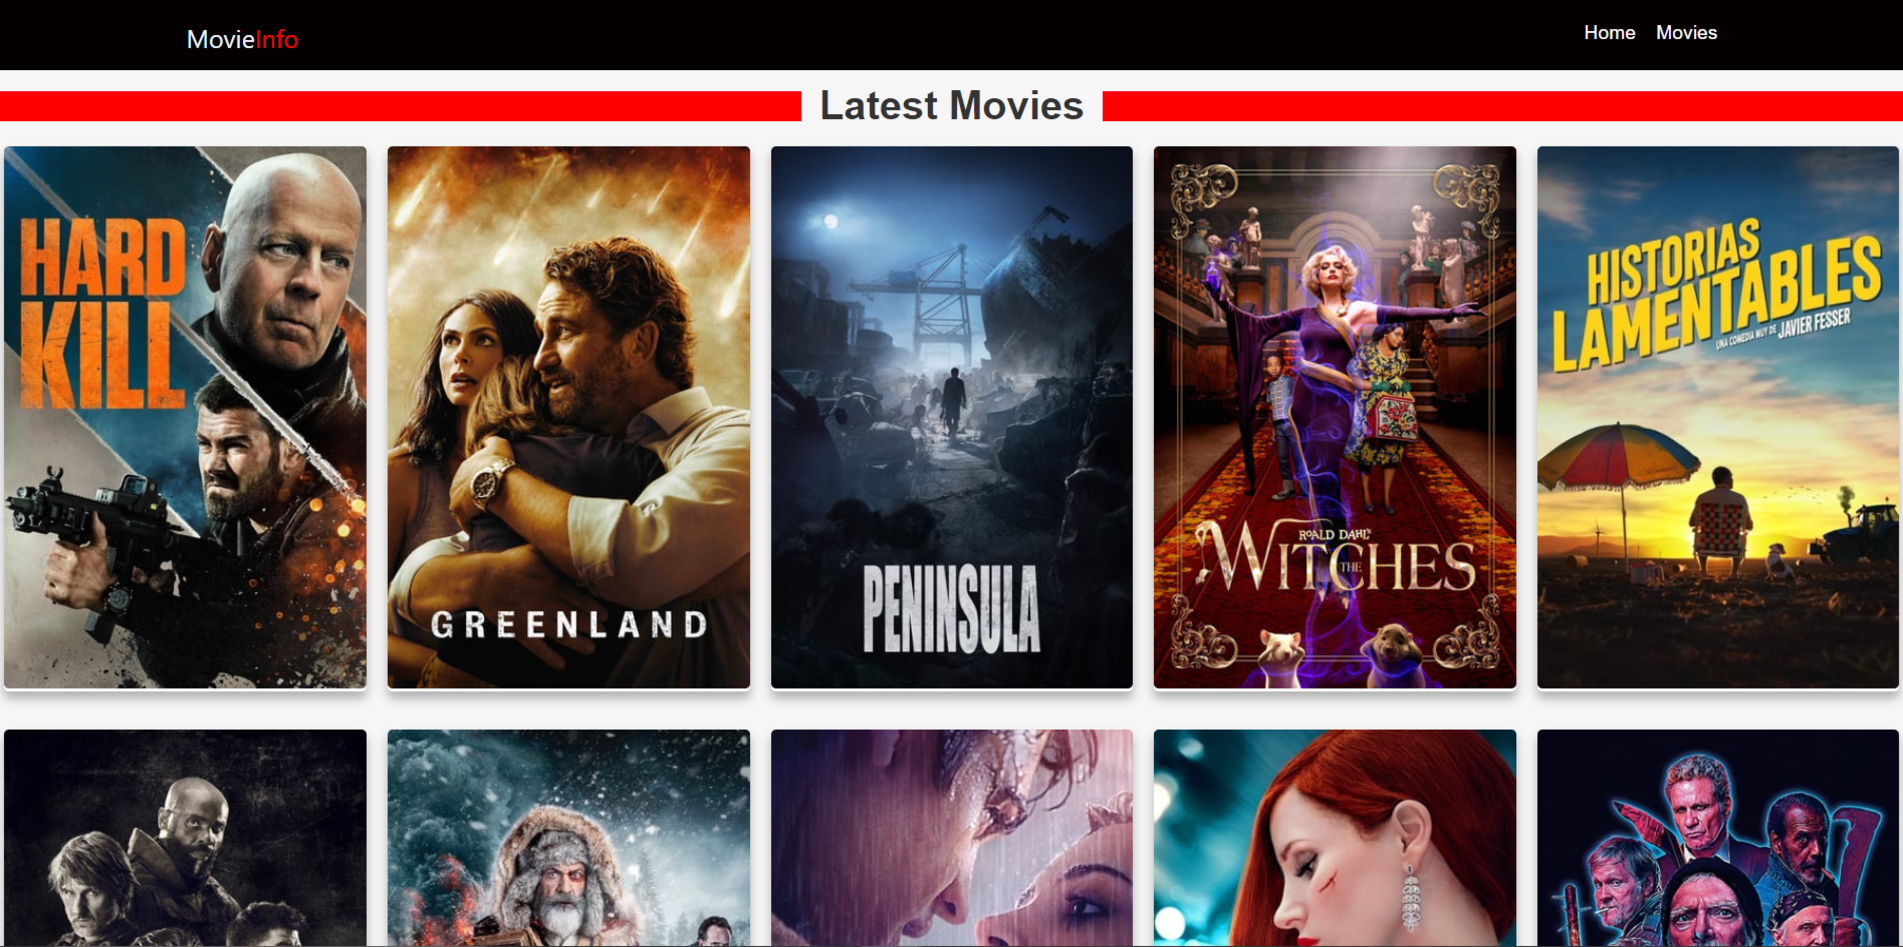 MovieInfo
Home Movies
Latest Movies
HARD
KILL
GREENLAND
PENINSULA
ROALD DAHL'S
THE
WITCHES
HISTORIAS
LAMENTABLES
UNA COMEDIA MUY DE JAVIER FESSER